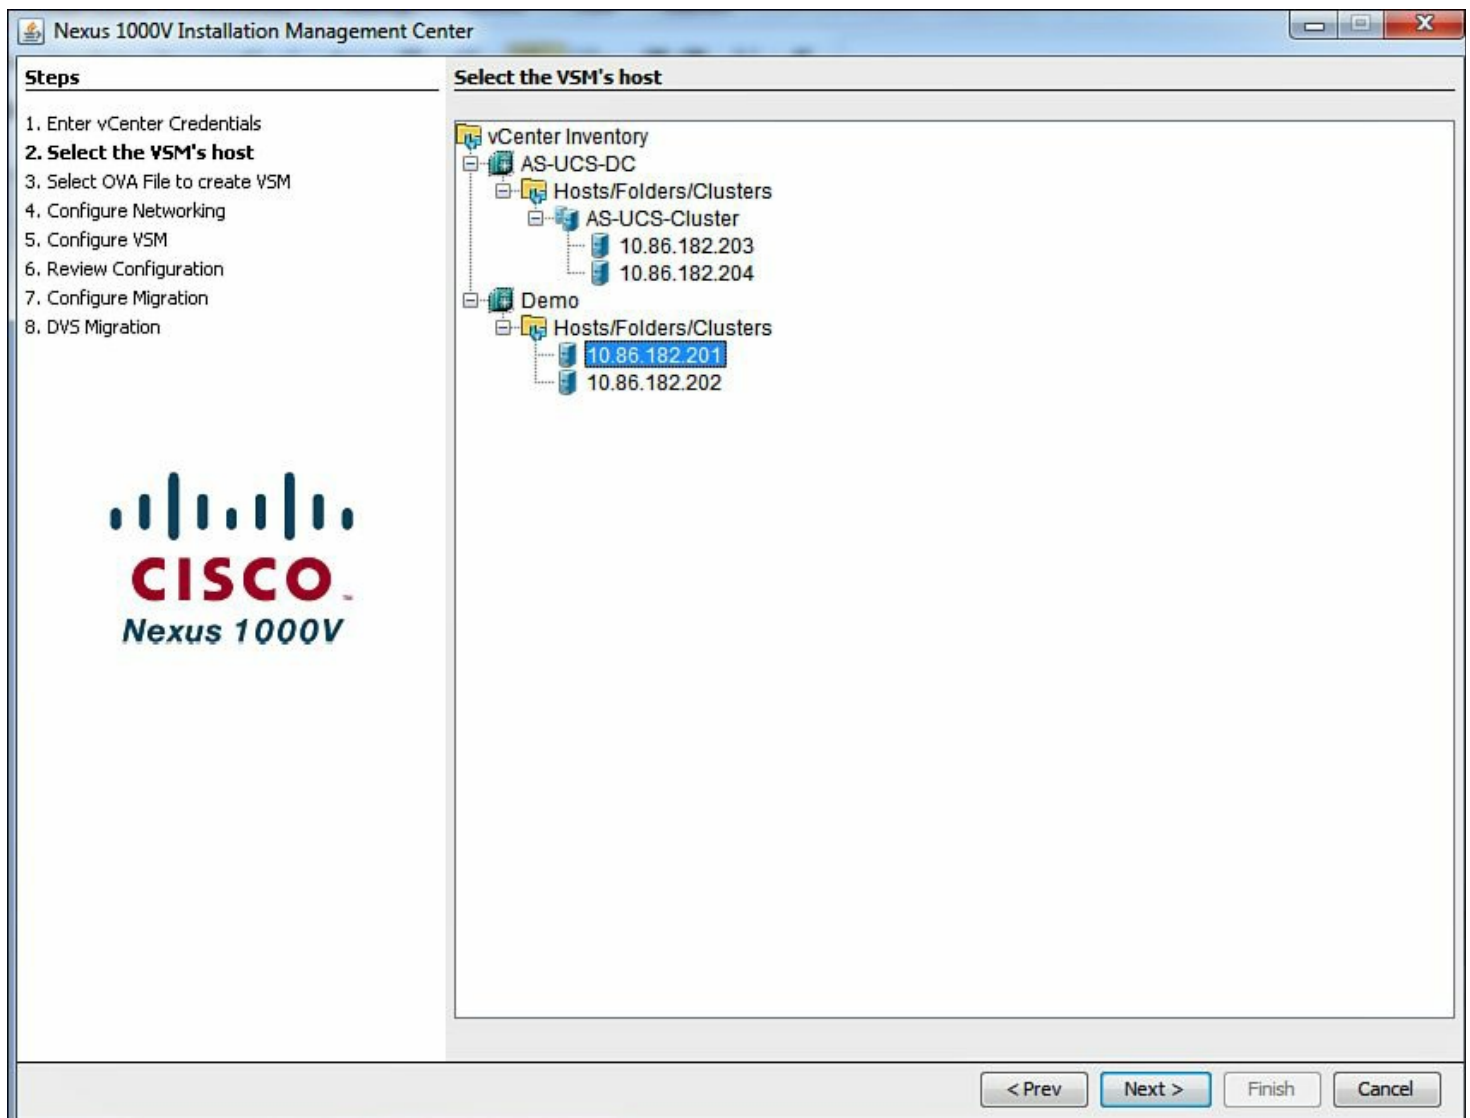 Nexus 1000V Installation Management Center
Steps
1. Enter vCenter Credentials
2. Select the VSM's host
3. Select OVA File to create VSM
4. Configure Networking
5. Configure VSM
6. Review Configuration
7. Configure Migration
8. DVS Migration
CISCO
Nexus 1000V
Select the VSM's host
vCenter Inventory
AS-UCS-DC
Hosts/Folders/Clusters
AS-UCS-Cluster
10.86.182.203
10.86.182.204
Demo
Hosts/Folders/Clusters
10.86.182.201
10.86.182.202
< Prev Next > Finish Cancel